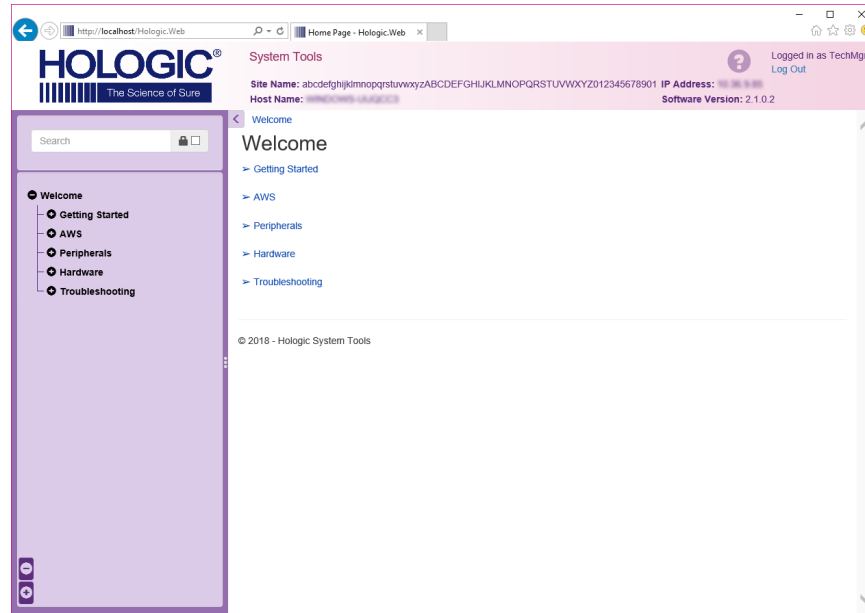 http://localhost/Hologic.Web
Home Page - Hologic.Web
HOLOGIC®
The Science of Sure
System Tools
Logged in as TechMgr
Log Out
Site Name: abcdefghijklmnopqrstuvwxyzABCDEFGHIJKLMNOPQRSTUVWXYZ012345678901 IP Address:
Host Name:
Software Version: 2.1.0.2
Search
Welcome
Getting Started
AWS
Peripherals
Hardware
Troubleshooting
Welcome
Welcome
➢ Getting Started
➢ AWS
➢ Peripherals
➢ Hardware
➢ Troubleshooting
© 2018 - Hologic System Tools